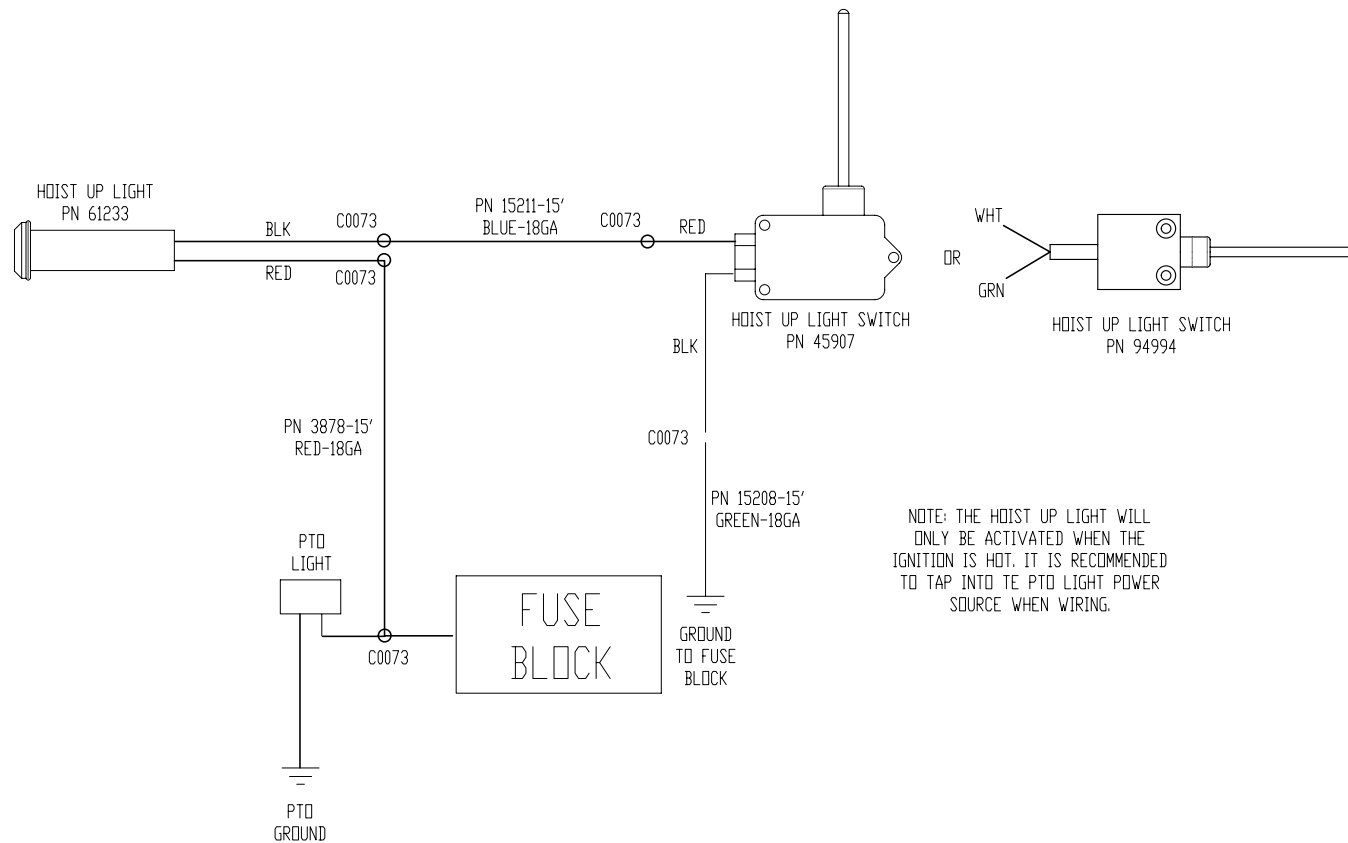 HOIST UP LIGHT
PN 61233
BLK
RED
C0073
C0073
PN 15211-15'
BLUE-18GA
C0073
RED
HOIST UP LIGHT SWITCH
PN 45907
OR
WHT
GRN
HOIST UP LIGHT SWITCH
PN 94994
BLK
PN 3878-15'
RED-18GA
C0073
PN 15208-15'
GREEN-18GA
NOTE: THE HOIST UP LIGHT WILL
ONLY BE ACTIVATED WHEN THE
IGNITION IS HOT. IT IS RECOMMENDED
TO TAP INTO TE PTO LIGHT POWER
SOURCE WHEN WIRING.
PTO
LIGHT
FUSE
BLOCK
C0073
GROUND
TO FUSE
BLOCK
PTO
GROUND